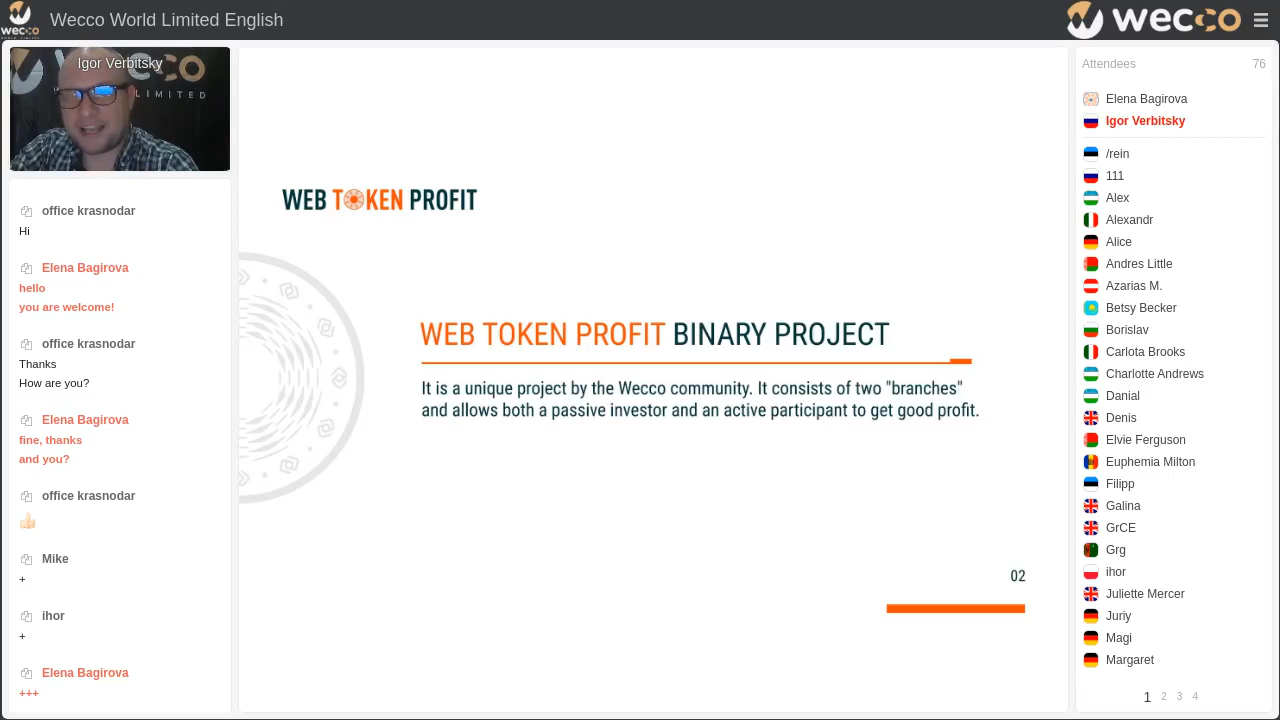 wecco
WORLD LIMITED
Wecco World Limited English
wecco
Igor Verbitsky
LIMITED
office krasnodar
Hi
Elena Bagirova
hello
you are welcome!
office krasnodar
Thanks
How are you?
Elena Bagirova
fine, thanks
and you?
office krasnodar
Mike
+
ihor
+
Elena Bagirova
+++
WEB TOKEN PROFIT
WEB TOKEN PROFIT BINARY PROJECT
It is a unique project by the Wecco community. It consists of two "branches"
and allows both a passive investor and an active participant to get good profit.
02
Attendees 76
Elena Bagirova
Igor Verbitsky
/rein
111
Alex
Alexandr
Alice
Andres Little
Azarias M.
Betsy Becker
Borislav
Carlota Brooks
Charlotte Andrews
Danial
Denis
Elvie Ferguson
Euphemia Milton
Filipp
Galina
GrCE
Grg
ihor
Juliette Mercer
Juriy
Magi
Margaret
1 2 3 4